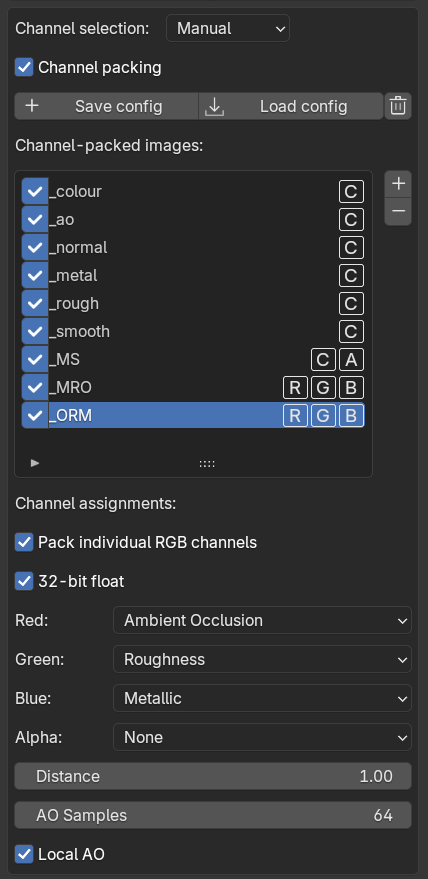 Channel selection: Manual
Channel packing
Save config Load config
Channel-packed images:
_colour C
_ao C
_normal C
_metal C
_rough C
_smooth C
_MS C A
_MRO R G B
_ORM R G B
Channel assignments:
Pack individual RGB channels
32-bit float
Red: Ambient Occlusion
Green: Roughness
Blue: Metallic
Alpha: None
Distance 1.00
AO Samples 64
Local AO